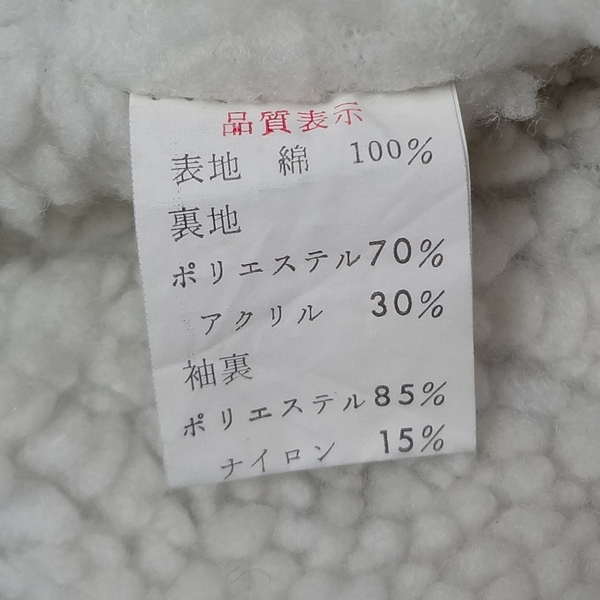 品質表示
表地 綿 100%
裏地
ポリエステル70%
アクリル 30%
袖裏
ポリエステル85%
ナイロン 15%